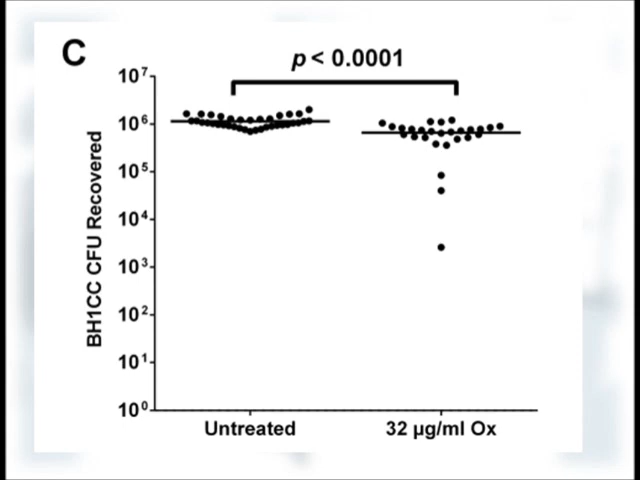 C
p < 0.0001
10⁷
10⁶
10⁵
10⁴
10³
10²
10¹
10⁰
BH1CC CFU Recovered
Untreated
32 µg/ml Ox